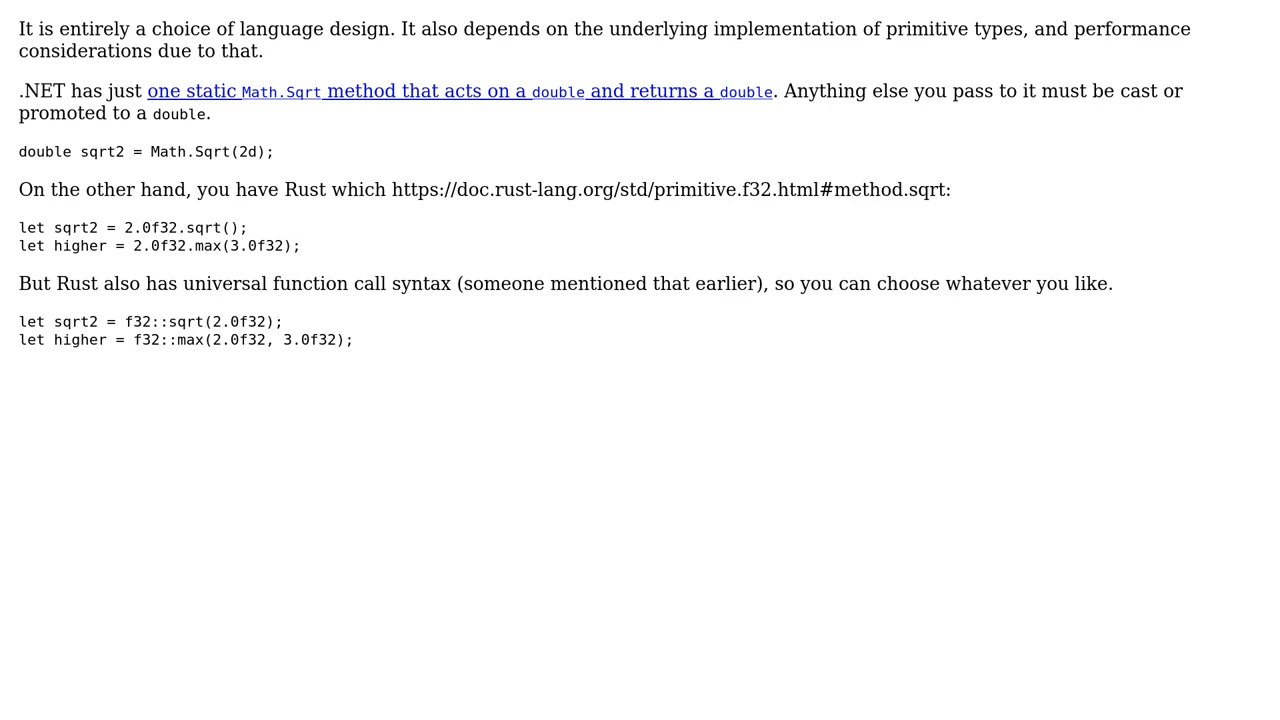 It is entirely a choice of language design. It also depends on the underlying implementation of primitive types, and performance
considerations due to that.
.NET has just one static Math.Sqrt method that acts on a double and returns a double. Anything else you pass to it must be cast or
promoted to a double.
double sqrt2 = Math.Sqrt(2d);
On the other hand, you have Rust which https://doc.rust-lang.org/std/primitive.f32.html#method.sqrt:
let sqrt2 = 2.0f32.sqrt();
let higher = 2.0f32.max(3.0f32);
But Rust also has universal function call syntax (someone mentioned that earlier), so you can choose whatever you like.
let sqrt2 = f32::sqrt(2.0f32);
let higher = f32::max(2.0f32, 3.0f32);